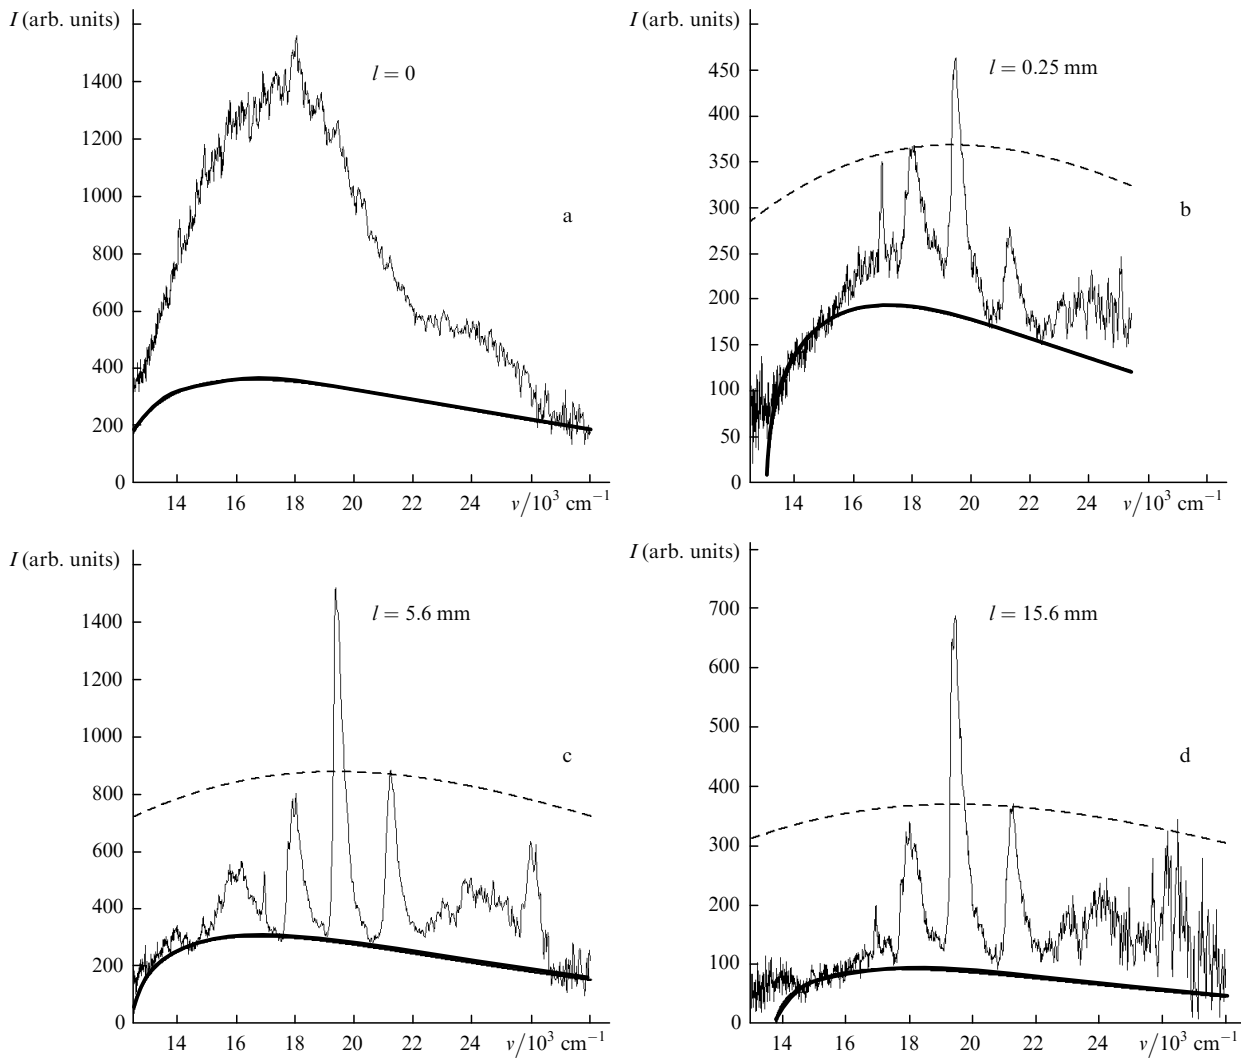 I (arb. units)
l = 0
1400
1200
1000
a
800
600
400
200
0
14 16 18 20 22 24 ν/10³ cm⁻¹
I (arb. units)
l = 0.25 mm
450
400
350
300
b
250
200
150
100
50
0
14 16 18 20 22 24 ν/10³ cm⁻¹
I (arb. units)
l = 5.6 mm
1400
1200
1000
c
800
600
400
200
0
14 16 18 20 22 24 ν/10³ cm⁻¹
I (arb. units)
l = 15.6 mm
700
600
500
d
400
300
200
100
0
14 16 18 20 22 24 ν/10³ cm⁻¹